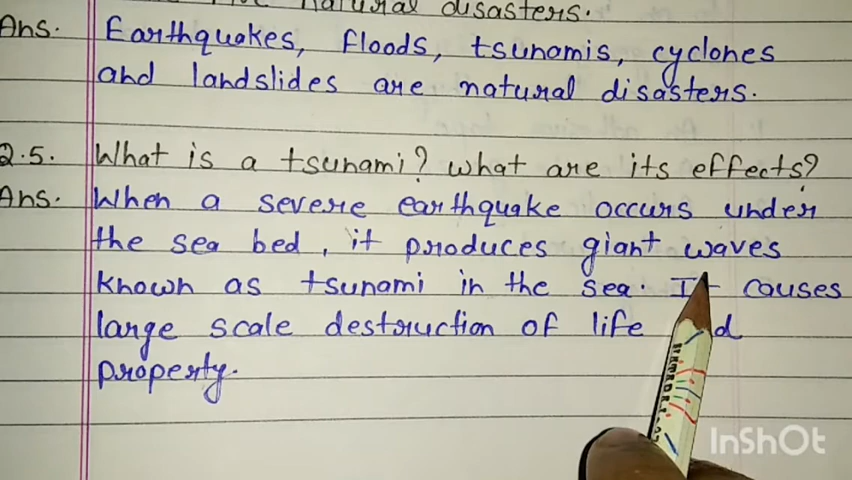 natural disasters.
Ans. Earthquakes, floods, tsunamis, cyclones
and landslides are natural disasters.
Q.5. What is a tsunami? what are its effects?
Ans. When a severe earthquake occurs under
the sea bed, it produces giant waves
known as tsunami in the sea. It causes
large scale destruction of life
property.
InShOt